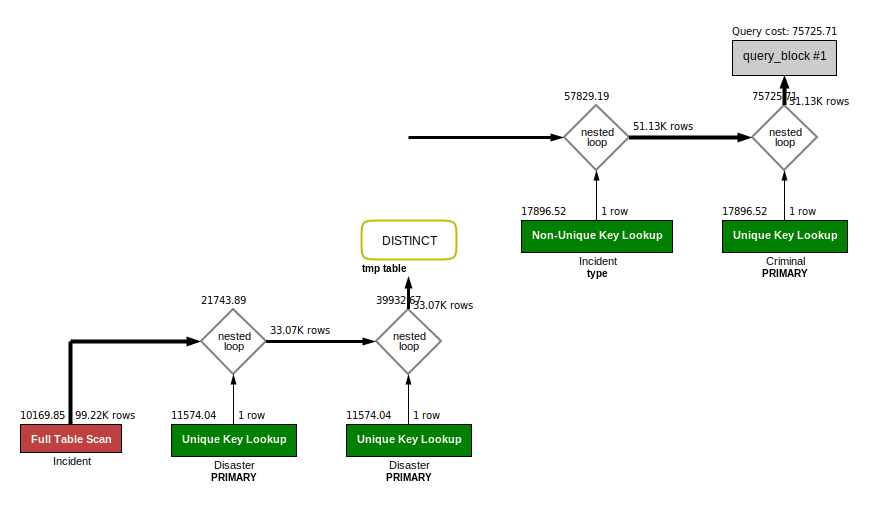 Query cost: 75725.71
query_block #1
57829.19
75725.71
51.13K rows
51.13K rows
nested
loop
nested
loop
17896.52
1 row
17896.52
1 row
Non-Unique Key Lookup
Unique Key Lookup
Incident
type
Criminal
PRIMARY
DISTINCT
tmp table
21743.89
39932.67
33.07K rows
33.07K rows
nested
loop
nested
loop
10169.85
99.22K rows
11574.04
1 row
11574.04
1 row
Full Table Scan
Unique Key Lookup
Unique Key Lookup
Incident
Disaster
PRIMARY
Disaster
PRIMARY